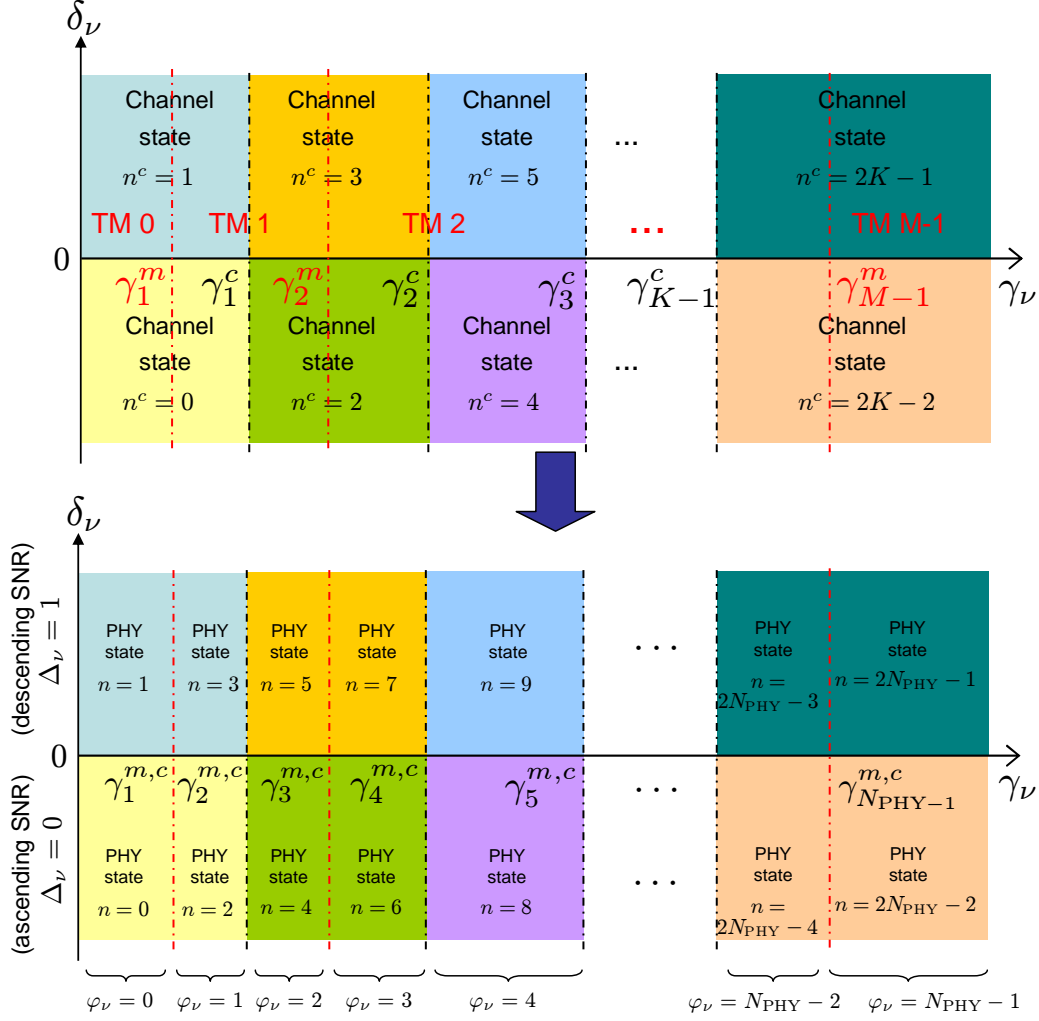 δ_ν
Channel state n^c = 1
Channel state n^c = 3
Channel state n^c = 5
...
Channel state n^c = 2K − 1
TM 0
TM 1
TM 2
...
TM M-1
0
γ_1^m
γ_1^c
γ_2^m
γ_2^c
γ_3^c
γ_{K−1}^c
γ_{M−1}^m
γ_ν
Channel state n^c = 0
Channel state n^c = 2
Channel state n^c = 4
...
Channel state n^c = 2K − 2
δ_ν
(descending SNR)
Δ_ν = 1
PHY state n = 1
PHY state n = 3
PHY state n = 5
PHY state n = 7
PHY state n = 9
...
PHY state n = 2N_PHY − 3
PHY state n = 2N_PHY − 1
0
γ_1^{m,c}
γ_2^{m,c}
γ_3^{m,c}
γ_4^{m,c}
γ_5^{m,c}
...
γ_{N_PHY−1}^{m,c}
γ_ν
(ascending SNR)
Δ_ν = 0
PHY state n = 0
PHY state n = 2
PHY state n = 4
PHY state n = 6
PHY state n = 8
...
PHY state n = 2N_PHY − 4
PHY state n = 2N_PHY − 2
φ_ν = 0
φ_ν = 1
φ_ν = 2
φ_ν = 3
φ_ν = 4
φ_ν = N_PHY − 2
φ_ν = N_PHY − 1